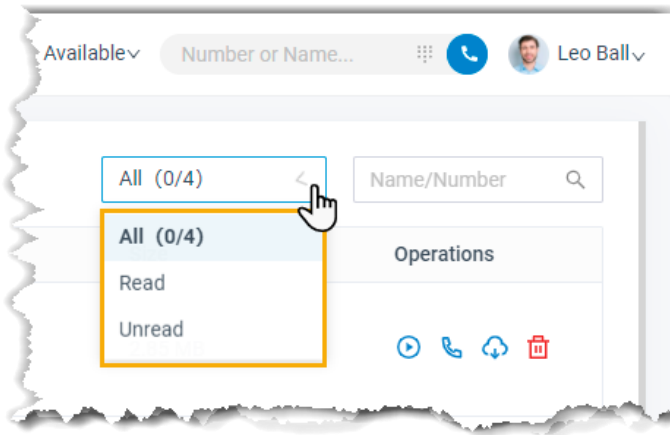 Available
Number or Name...
Leo Ball
All (0/4)
Name/Number
All (0/4)
Operations
Read
Unread